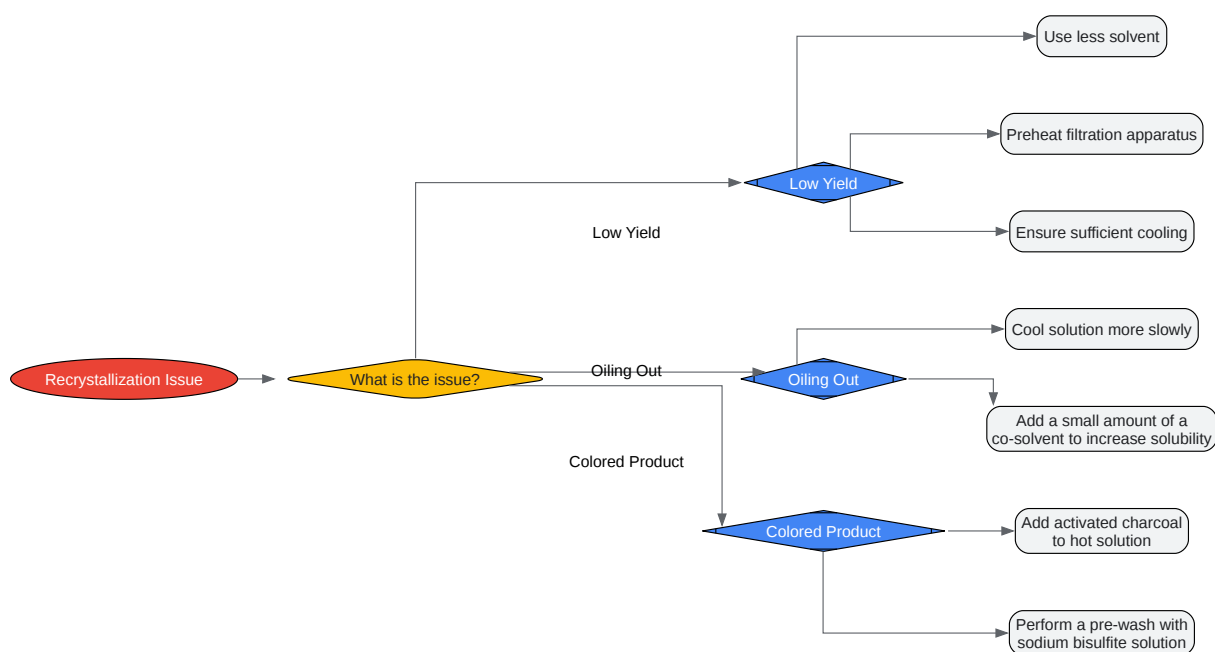 Use less solvent
Preheat filtration apparatus
Low Yield
Low Yield
Ensure sufficient cooling
Cool solution more slowly
Recrystallization Issue
What is the issue?
Oiling Out
Oiling Out
Add a small amount of a
co-solvent to increase solubility
Colored Product
Colored Product
Add activated charcoal
to hot solution
Perform a pre-wash with
sodium bisulfite solution